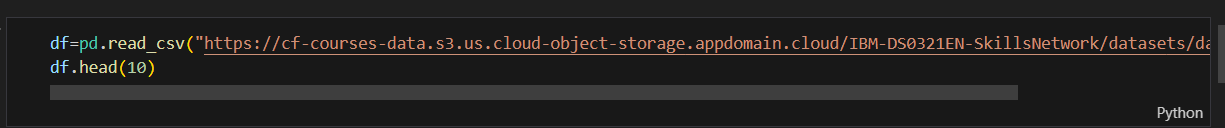 df=pd.read_csv("https://cf-courses-data.s3.us.cloud-object-storage.appdomain.cloud/IBM-DS0321EN-SkillsNetwork/datasets/da
df.head(10)
Python